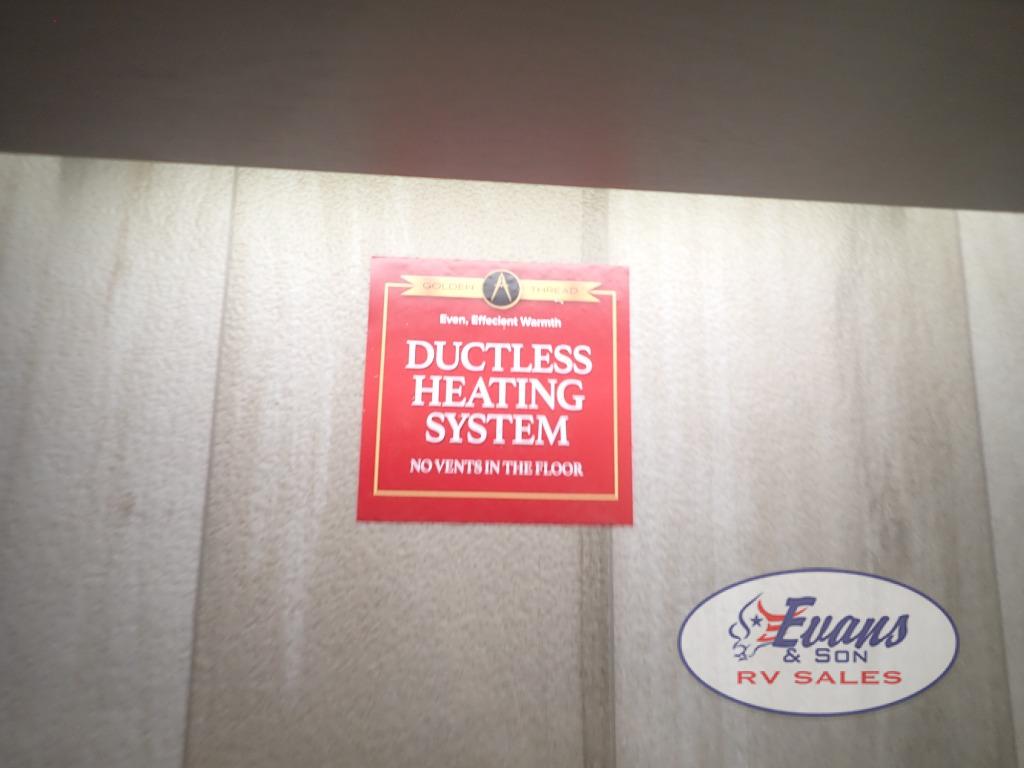 GOLDEN A THREAD
Even, Effecient Warmth
DUCTLESS
HEATING
SYSTEM
NO VENTS IN THE FLOOR
Evans
& SON
RV SALES